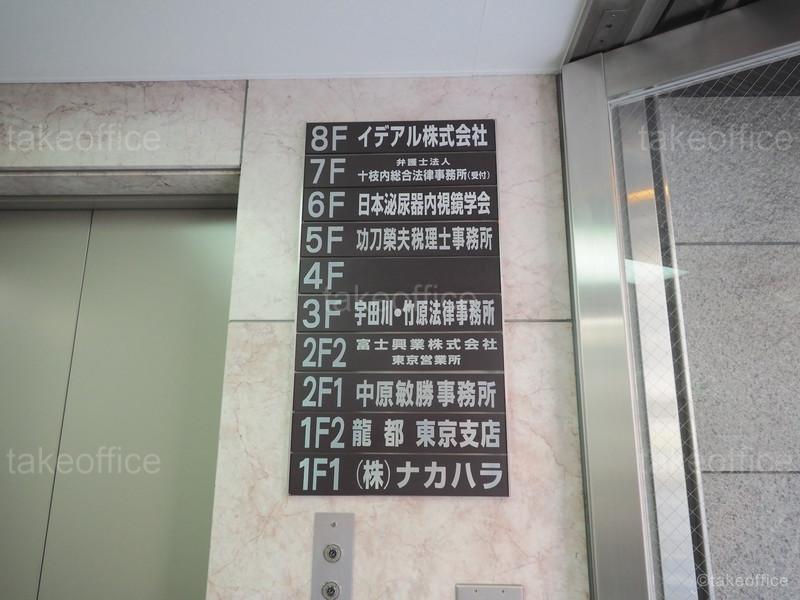 takeoffice
takeoffice
takeoffice
8F イデアル株式会社
7F 弁護士法人
十枝内総合法律事務所(受付)
6F 日本泌尿器内視鏡学会
5F 功刀榮夫税理士事務所
4F
takeoffice
3F 宇田川・竹原法律事務所
2F2 富士興業株式会社
東京営業所
2F1 中原敏勝事務所
1F2 龍都 東京支店
1F1 (株)ナカハラ
takeoffice
takeoffice
©takeoffice